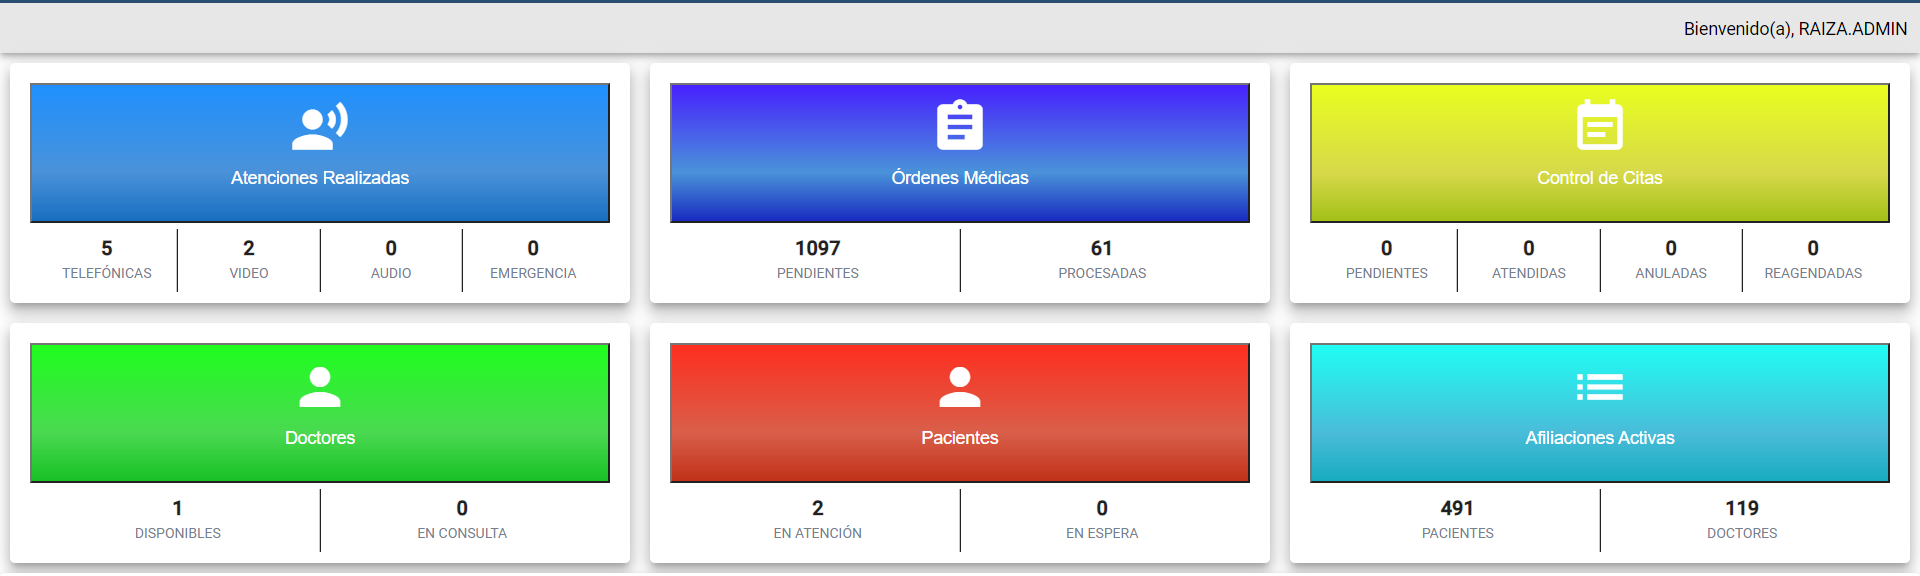 Bienvenido(a), RAIZA.ADMIN
Atenciones Realizadas
5 2 0 0
TELEFÓNICAS VIDEO AUDIO EMERGENCIA
Órdenes Médicas
1097 61
PENDIENTES PROCESADAS
Control de Citas
0 0 0 0
PENDIENTES ATENDIDAS ANULADAS REAGENDADAS
Doctores
1 0
DISPONIBLES EN CONSULTA
Pacientes
2 0
EN ATENCIÓN EN ESPERA
Afiliaciones Activas
491 119
PACIENTES DOCTORES